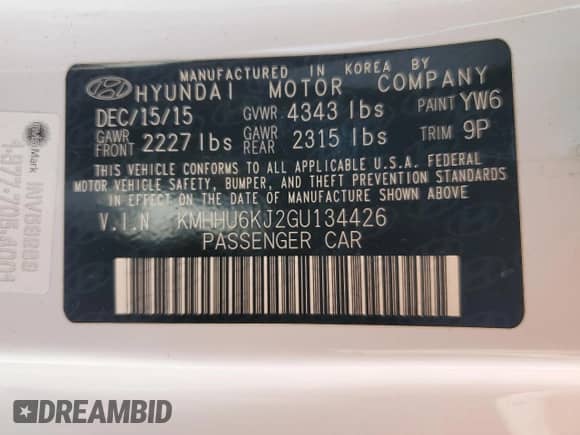 MANUFACTURED IN KOREA BY
HYUNDAI MOTOR COMPANY
DEC/15/15 GVWR 4343 lbs PAINT YW6
GAWR FRONT 2227 lbs GAWR REAR 2315 lbs TRIM 9P
THIS VEHICLE CONFORMS TO ALL APPLICABLE U.S.A. FEDERAL
MOTOR VEHICLE SAFETY, BUMPER, AND THEFT PREVENTION
STANDARDS IN EFFECT ON THE DATE OF MANUFACTURE SHOWN ABOVE.
V.I.N KMHHU6KJ2GU134426
PASSENGER CAR
Mark
DREAMBID